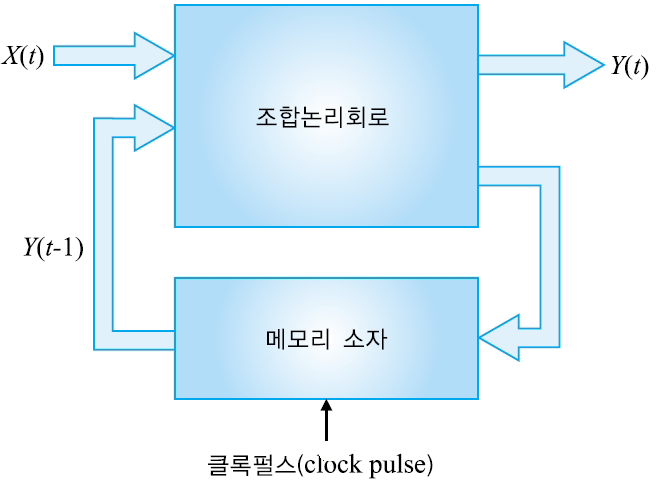 X(t)
조합논리회로
Y(t)
Y(t-1)
메모리 소자
클록펄스(clock pulse)